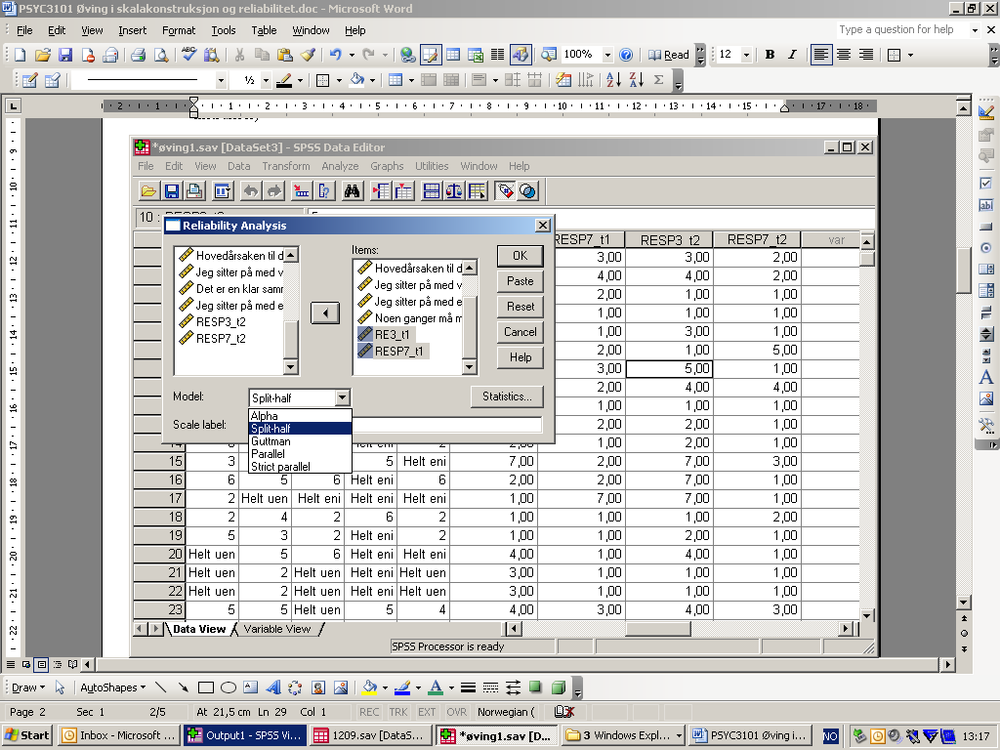 PSYC3101 Øving i skalakonstruksjon og reliabilitet.doc - Microsoft Word
File Edit View Insert Format Tools Table Window Help
Type a question for help
100% Read 12 B I
½
2 1 1 2 3 4 5 6 7 8 9 10 11 12 13 14 15 17 18
*øving1.sav [DataSet3] - SPSS Data Editor
File Edit View Data Transform Analyze Graphs Utilities Window Help
10 :
Reliability Analysis
RESP7_t1 RESP3_t2 RESP7_t2 var
Hovedårsaken til d
Jeg sitter på med v
Det er en klar samr
Jeg sitter på med e
RESP3_t2
RESP7_t2
Items:
Hovedårsaken til d
Jeg sitter på med v
Jeg sitter på med e
Noen ganger må m
RE3_t1
RESP7_t1
OK
Paste
Reset
Cancel
Help
Model: Split-half
Statistics...
Scale label:
Alpha
Split-half
Guttman
Parallel
Strict parallel
3,00 3,00 2,00
4,00 4,00 2,00
2,00 1,00 1,00
1,00 1,00 1,00
1,00 3,00 1,00
2,00 1,00 5,00
3,00 5,00 1,00
2,00 4,00 4,00
1,00 1,00 1,00
2,00 2,00 1,00
14 Helt eni 2 1,00 1,00 1,00
15 3 5 Helt eni 7,00 2,00 7,00 3,00
16 6 5 6 Helt eni 6 2,00 2,00 7,00 1,00
17 2 Helt uen Helt eni Helt eni Helt eni 1,00 7,00 7,00 1,00
18 2 4 2 6 2 1,00 1,00 1,00 2,00
19 5 3 2 Helt eni 2 1,00 1,00 2,00 1,00
20 Helt uen 5 6 Helt eni Helt eni 4,00 1,00 4,00 1,00
21 Helt uen 2 Helt uen Helt eni Helt uen 3,00 1,00 1,00 1,00
22 Helt uen 2 Helt uen Helt eni Helt uen 3,00 1,00 1,00 1,00
23 5 5 Helt uen 5 4 4,00 3,00 4,00 3,00
Data View Variable View
SPSS Processor is ready
Draw AutoShapes
Page 2 Sec 1 2/2 At 21,5 cm Ln 29 Col 1 REC TRK EXT OVR Norwegian (
Start Inbox - Microsoft ... Output1 - SPSS Vi... 1209.sav [DataS... *øving1.sav [D... 3 Windows Expl... PSYC3101 Øving i... NO 13:17